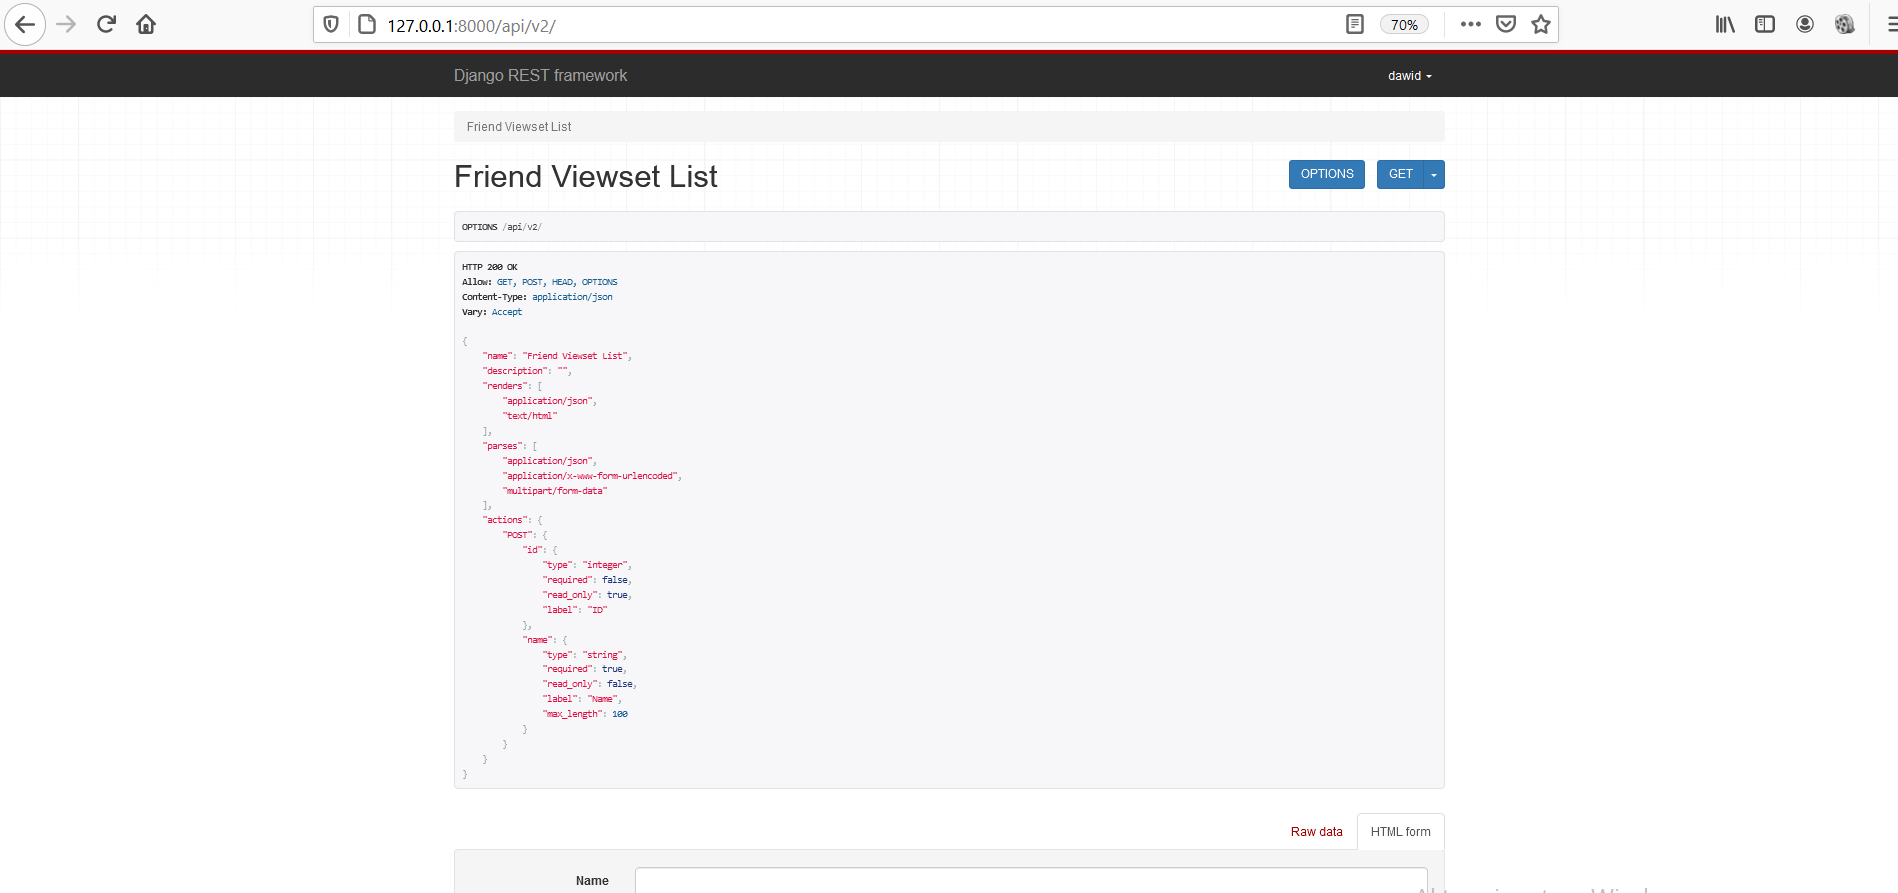 127.0.0.1:8000/api/v2/
70%
Django REST framework
dawid
Friend Viewset List
Friend Viewset List
OPTIONS
GET
OPTIONS /api/v2/
HTTP 200 OK
Allow: GET, POST, HEAD, OPTIONS
Content-Type: application/json
Vary: Accept
{
"name": "Friend Viewset List",
"description": "",
"renders": [
"application/json",
"text/html"
],
"parses": [
"application/json",
"application/x-www-form-urlencoded",
"multipart/form-data"
],
"actions": {
"POST": {
"id": {
"type": "integer",
"required": false,
"read_only": true,
"label": "ID"
},
"name": {
"type": "string",
"required": true,
"read_only": false,
"label": "Name",
"max_length": 100
}
}
}
}
Raw data
HTML form
Name